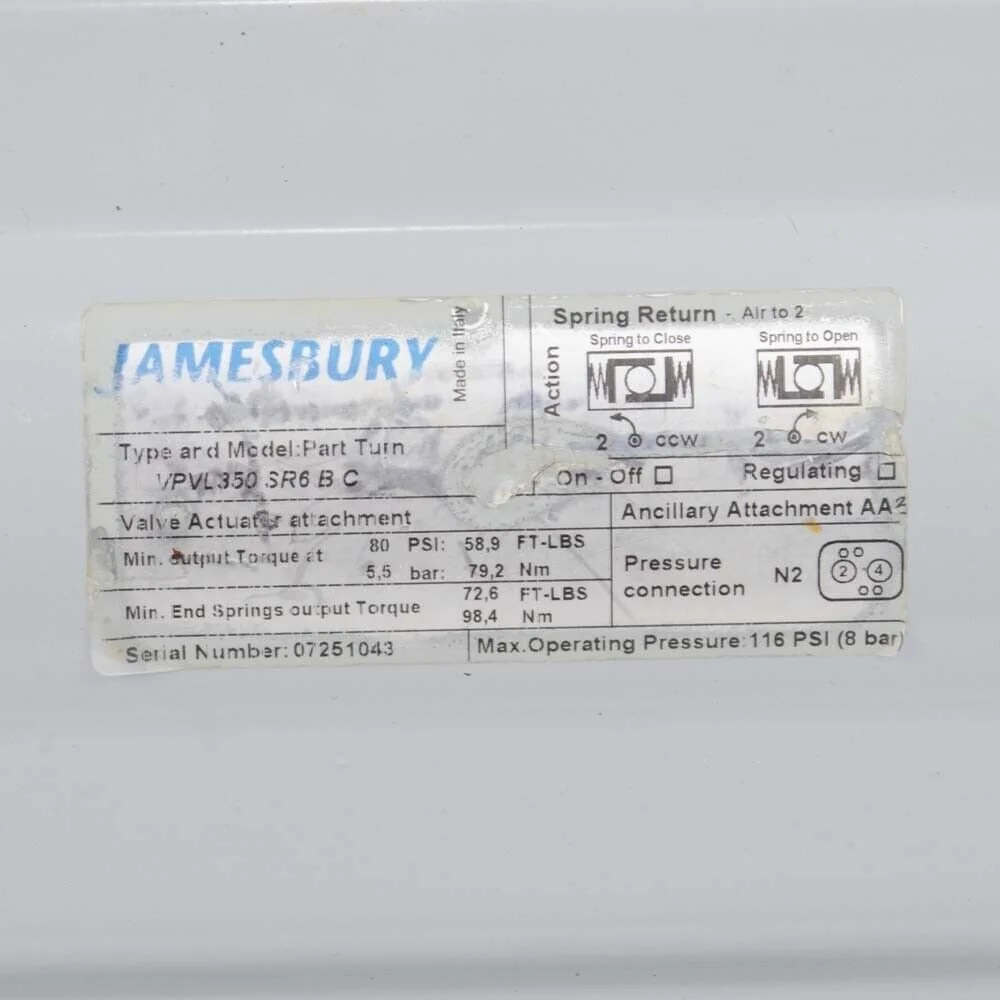 JAMESBURY
Made in Italy
Type and Model:Part Turn
VPVL350 SR6 B C
Valve Actuator attachment
Min. output Torque at 80 PSI: 58,9 FT-LBS
5,5 bar: 79,2 Nm
Min. End Springs output Torque 72,6 FT-LBS
98,4 Nm
Serial Number: 07251043
Spring Return - Air to 2
Action
Spring to Close Spring to Open
2 ccw 2 cw
On - Off Regulating
Ancillary Attachment AA2
Pressure
connection N2 2 4
Max.Operating Pressure:116 PSI (8 bar)